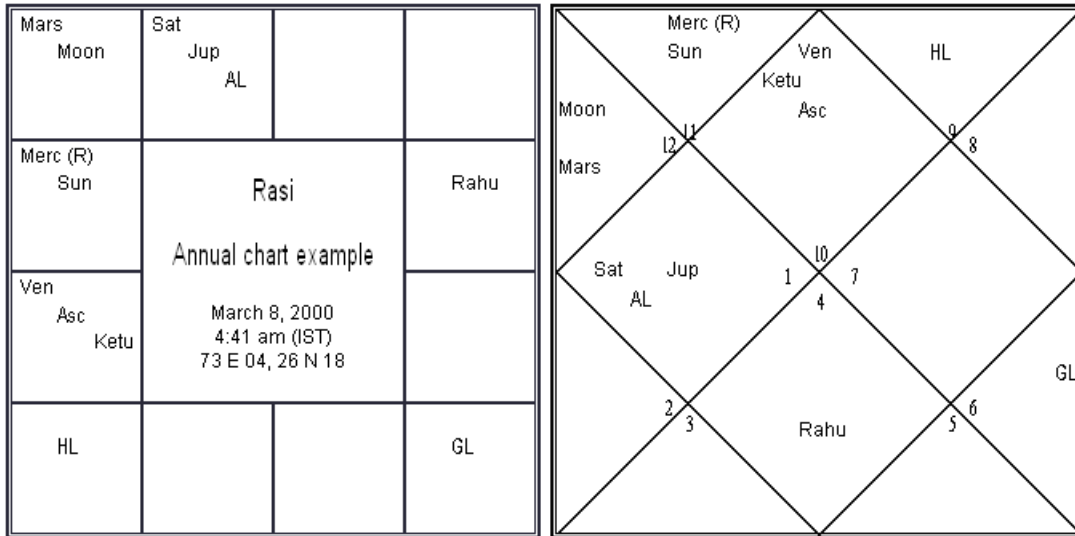 Mars
Moon
Sat
Jup
AL
Merc (R)
Sun
Rasi
Annual chart example
March 8, 2000
4:41 am (IST)
73 E 04, 26 N 18
Rahu
Ven
Asc
Ketu
HL
GL
Merc (R)
Sun
Ven
Ketu
Asc
HL
Moon
Mars
11
12
9
8
Sat Jup
AL
10
1 7
4
GL
2
3
6
5
Rahu